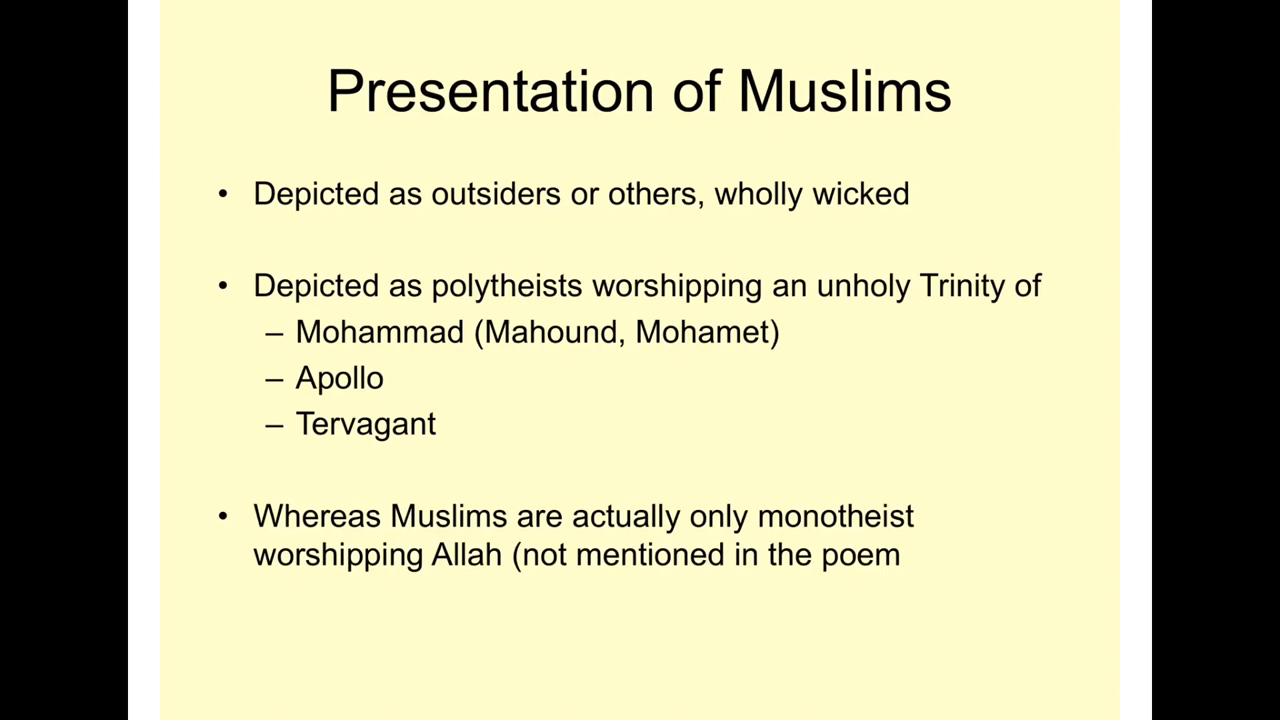 Presentation of Muslims
• Depicted as outsiders or others, wholly wicked
• Depicted as polytheists worshipping an unholy Trinity of
– Mohammad (Mahound, Mohamet)
– Apollo
– Tervagant
• Whereas Muslims are actually only monotheist
worshipping Allah (not mentioned in the poem